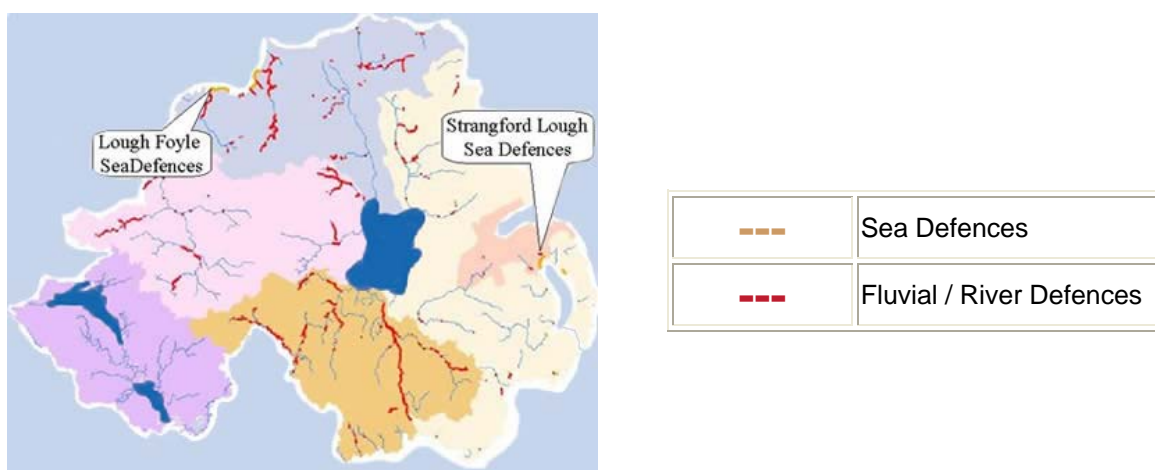 Lough Foyle
SeaDefences
Strangford Lough
Sea Defences
Sea Defences
Fluvial / River Defences